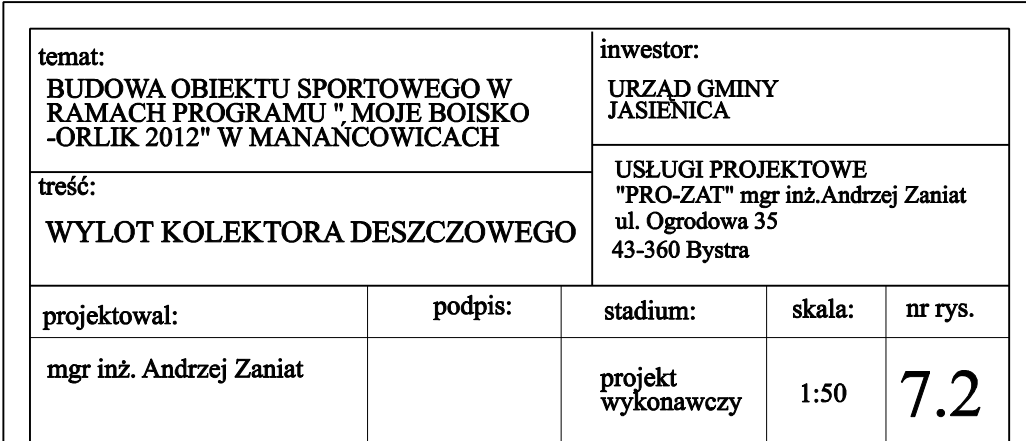 temat:
BUDOWA OBIEKTU SPORTOWEGO W
RAMACH PROGRAMU ", MOJE BOISKO
-ORLIK 2012" W MANAŃCOWICACH
inwestor:
URZĄD GMINY
JASIENICA
treść:
WYLOT KOLEKTORA DESZCZOWEGO
USŁUGI PROJEKTOWE
"PRO-ZAT" mgr inż.Andrzej Zaniat
ul. Ogrodowa 35
43-360 Bystra
projektowal: podpis: stadium: skala: nr rys.
mgr inż. Andrzej Zaniat
projekt
wykonawczy
1:50
7.2